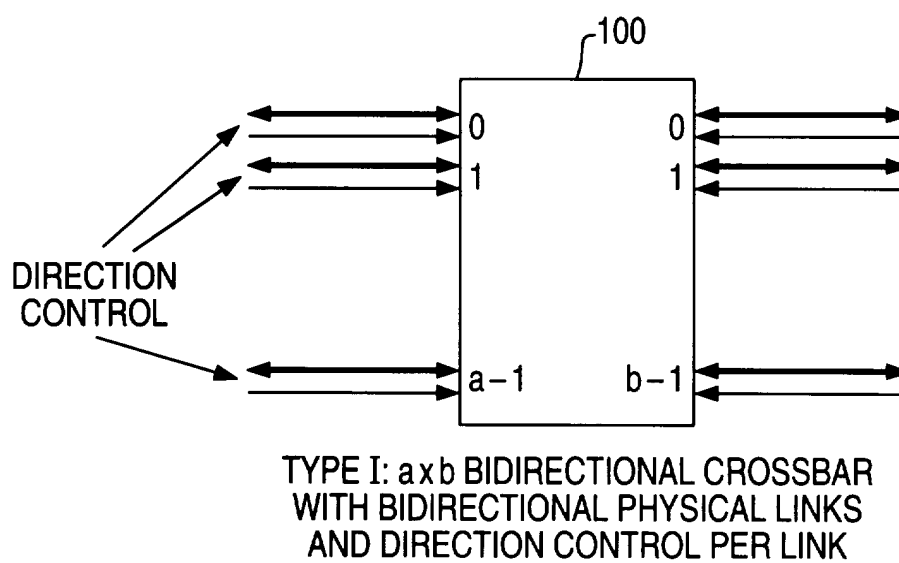 100
0 0
1 1
DIRECTION
CONTROL
a-1 b-1
TYPE I: axb BIDIRECTIONAL CROSSBAR
WITH BIDIRECTIONAL PHYSICAL LINKS
AND DIRECTION CONTROL PER LINK